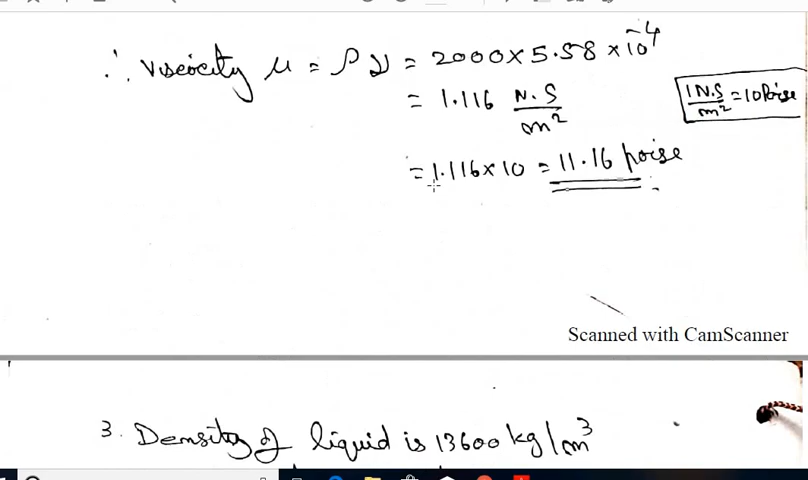 ∴ Viscocity μ = ρ ν = 2000 × 5.58 × 10⁻⁴
= 1.116 N.S/m²
1 N.S/m² = 10 Poise
= 1.116 × 10 = 11.16 poise
Scanned with CamScanner
3. Density of liquid is 13600 kg/m³